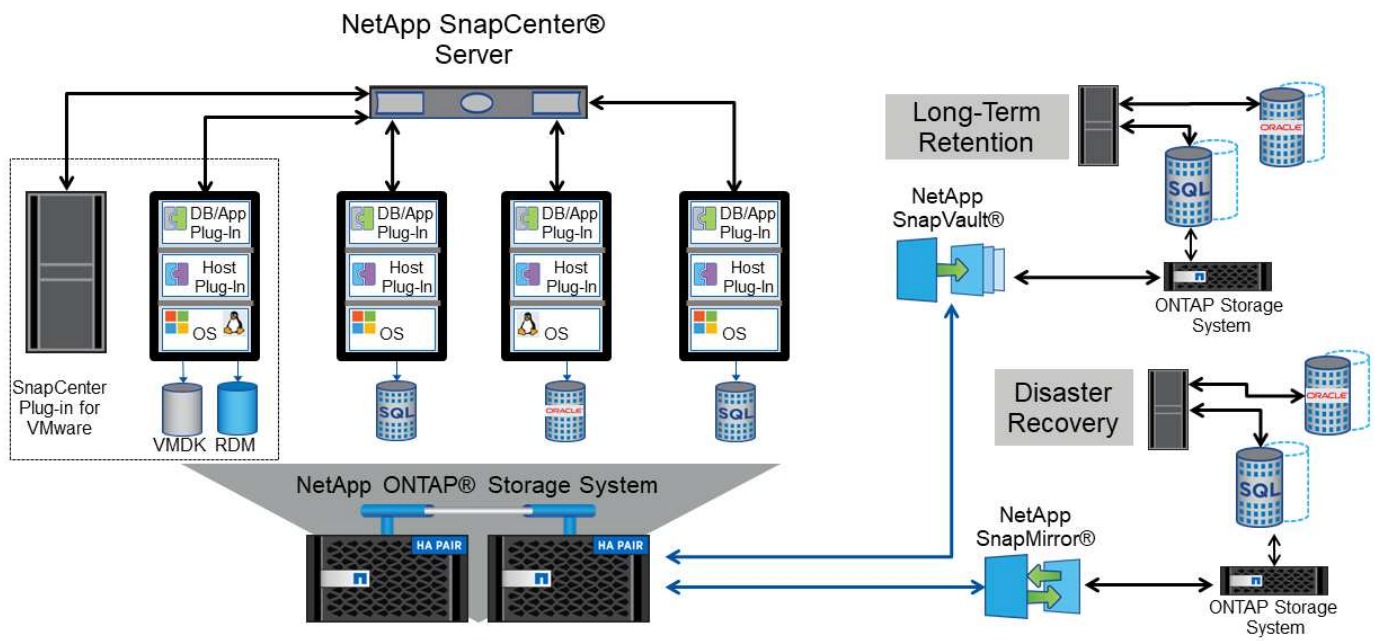 NetApp SnapCenter®
Server
DB/App
Plug-In
Host
Plug-In
OS
SnapCenter
Plug-in for
VMware
VMDK
RDM
DB/App
Plug-In
Host
Plug-In
OS
SQL
DB/App
Plug-In
Host
Plug-In
OS
ORACLE
DB/App
Plug-In
Host
Plug-In
OS
SQL
NetApp ONTAP® Storage System
HA PAIR
HA PAIR
Long-Term
Retention
ORACLE
SQL
NetApp
SnapVault®
ONTAP Storage
System
Disaster
Recovery
ORACLE
SQL
NetApp
SnapMirror®
ONTAP Storage
System